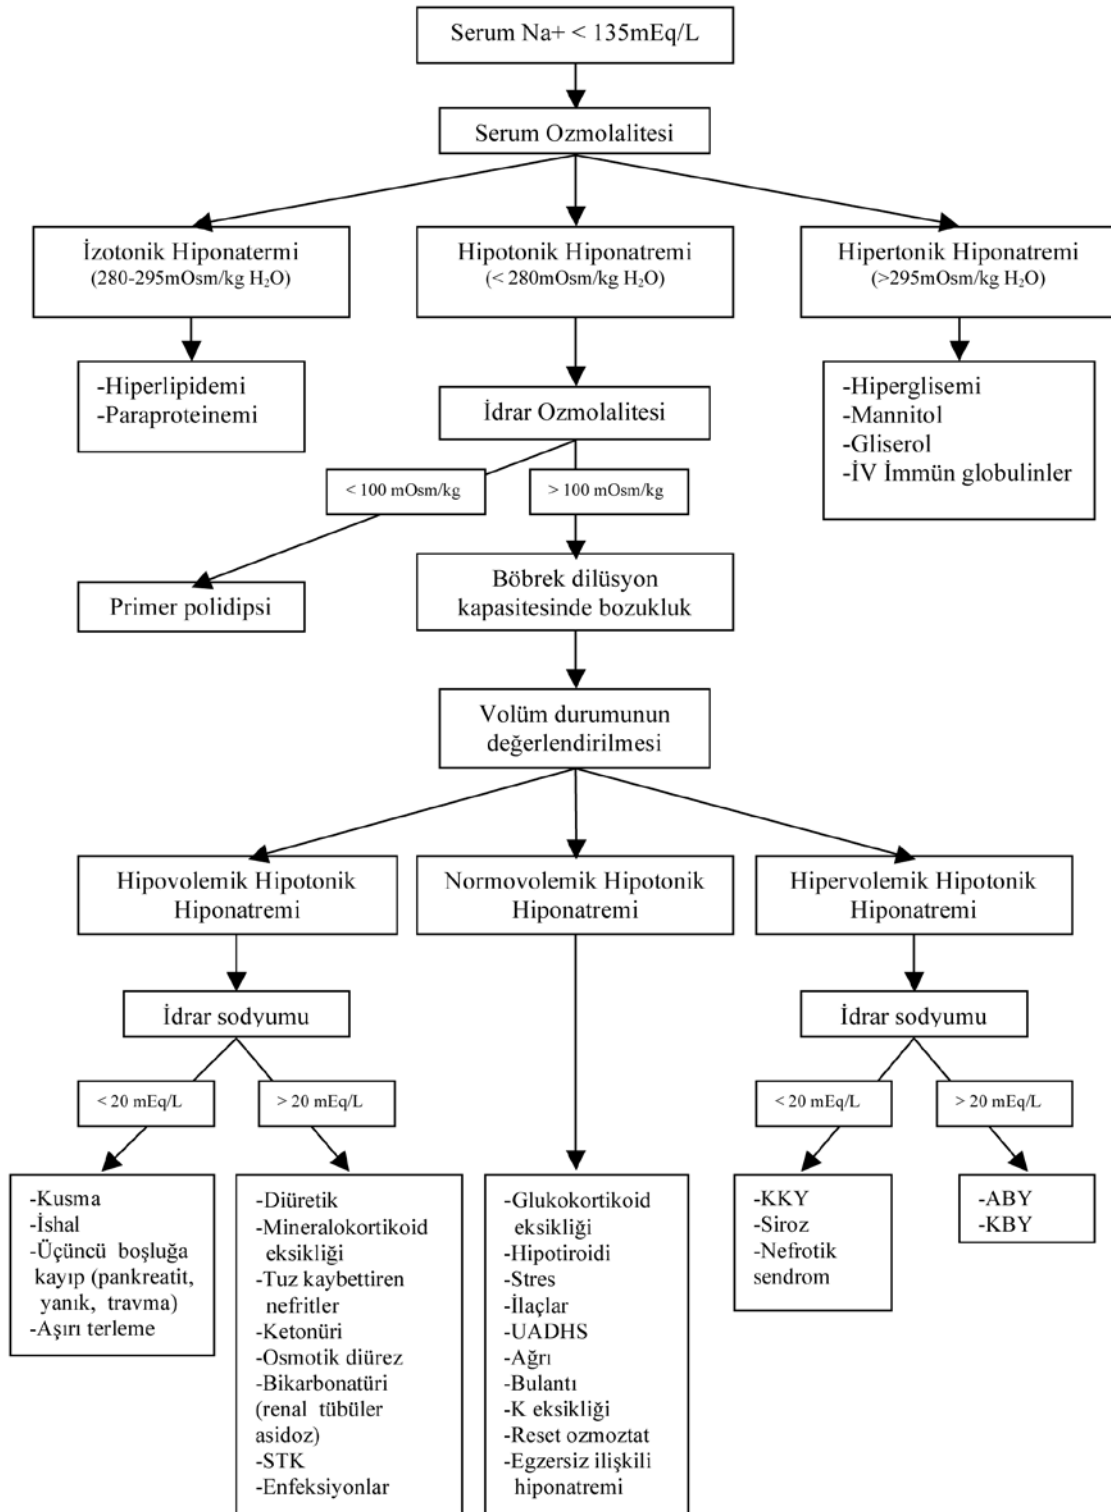 Serum Na+ < 135mEq/L
Serum Ozmolalitesi
İzotonik Hiponatermi
(280-295mOsm/kg H₂O)
Hipotonik Hiponatremi
(< 280mOsm/kg H₂O)
Hipertonik Hiponatremi
(>295mOsm/kg H₂O)
-Hiperlipidemi
-Paraproteinemi
İdrar Ozmolalitesi
-Hiperglisemi
-Mannitol
-Gliserol
-İV İmmün globulinler
< 100 mOsm/kg
> 100 mOsm/kg
Primer polidipsi
Böbrek dilüsyon
kapasitesinde bozukluk
Volüm durumunun
değerlendirilmesi
Hipovolemik Hipotonik
Hiponatremi
Normovolemik Hipotonik
Hiponatremi
Hipervolemik Hipotonik
Hiponatremi
İdrar sodyumu
İdrar sodyumu
< 20 mEq/L
> 20 mEq/L
< 20 mEq/L
> 20 mEq/L
-Kusma
-İshal
-Üçüncü boşluğa
kayıp (pankreatit,
yanık, travma)
-Aşırı terleme
-Diüretik
-Mineralokortikoid
eksikliği
-Tuz kaybettiren
nefritler
-Ketonüri
-Osmotik diürez
-Bikarbonatüri
(renal tübüler
asidoz)
-STK
-Enfeksiyonlar
-Glukokortikoid
eksikliği
-Hipotiroidi
-Stres
-İlaçlar
-UADHS
-Ağrı
-Bulantı
-K eksikliği
-Reset ozmoztat
-Egzersiz ilişkili
hiponatremi
-KKY
-Siroz
-Nefrotik
sendrom
-ABY
-KBY